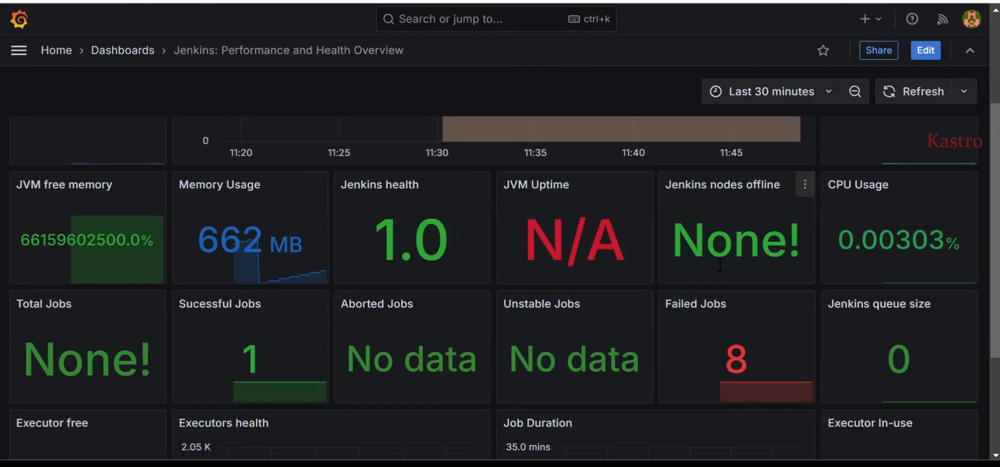 Search or jump to... ctrl+k
Home › Dashboards › Jenkins: Performance and Health Overview
Share Edit
Last 30 minutes Refresh
Kastro
0
11:20 11:25 11:30 11:35 11:40 11:45
JVM free memory
66159602500.0%
Memory Usage
662 MB
Jenkins health
1.0
JVM Uptime
N/A
Jenkins nodes offline
None!
CPU Usage
0.00303%
Total Jobs
None!
Sucessful Jobs
1
Aborted Jobs
No data
Unstable Jobs
No data
Failed Jobs
8
Jenkins queue size
0
Executor free
Executors health
2.05 K
Job Duration
35.0 mins
Executor In-use